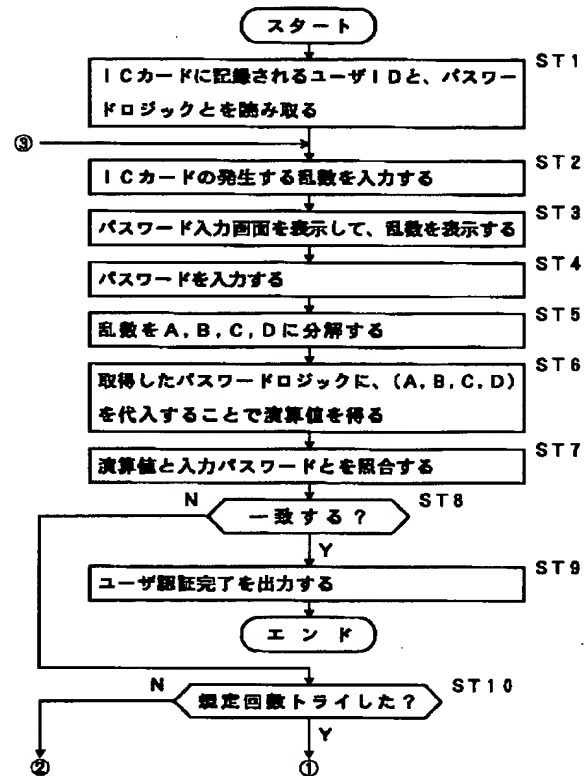 スタート
ST1
ICカードに記録されるユーザIDと、パスワー
ドロジックとを読み取る
③
ST2
ICカードの発生する乱数を入力する
ST3
パスワード入力画面を表示して、乱数を表示する
ST4
パスワードを入力する
ST5
乱数をA,B,C,Dに分解する
ST6
取得したパスワードロジックに、(A,B,C,D)
を代入することで演算値を得る
ST7
演算値と入力パスワードとを照合する
N
ST8
一致する?
Y
ST9
ユーザ認証完了を出力する
エンド
N
ST10
規定回数トライした?
Y
②
①